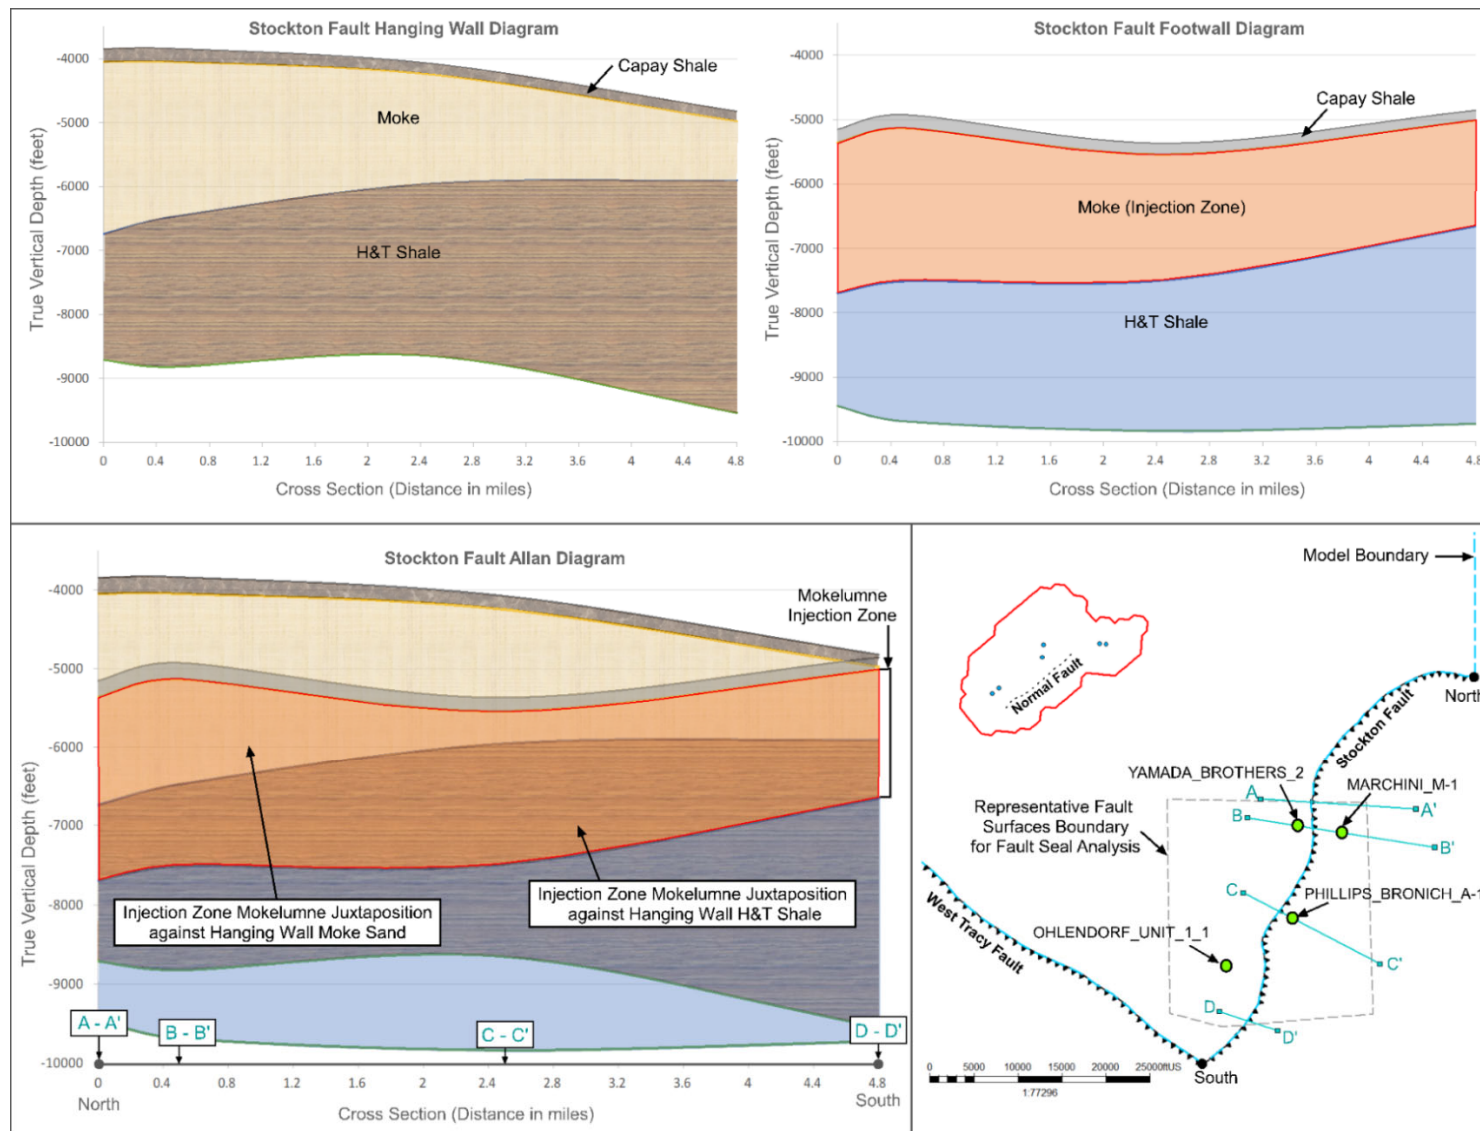 Stockton Fault Hanging Wall Diagram
-4000
-5000
-6000
-7000
-8000
-9000
-10000
True Vertical Depth (feet)
Capay Shale
Moke
H&T Shale
0 0.4 0.8 1.2 1.6 2 2.4 2.8 3.2 3.6 4 4.4 4.8
Cross Section (Distance in miles)
Stockton Fault Footwall Diagram
-4000
-5000
-6000
-7000
-8000
-9000
-10000
True Vertical Depth (feet)
Capay Shale
Moke (Injection Zone)
H&T Shale
0 0.4 0.8 1.2 1.6 2 2.4 2.8 3.2 3.6 4 4.4 4.8
Cross Section (Distance in miles)
Stockton Fault Allan Diagram
-4000
-5000
-6000
-7000
-8000
-9000
-10000
True Vertical Depth (feet)
Mokelumne
Injection Zone
Injection Zone Mokelumne Juxtaposition
against Hanging Wall Moke Sand
Injection Zone Mokelumne Juxtaposition
against Hanging Wall H&T Shale
A - A'
B - B'
C - C'
D - D'
0 0.4 0.8 1.2 1.6 2 2.4 2.8 3.2 3.6 4 4.4 4.8
North
South
Cross Section (Distance in miles)
Model Boundary
North
Normal Fault
Stockton Fault
YAMADA_BROTHERS_2
MARCHINI_M-1
A
A'
B
B'
Representative Fault
Surfaces Boundary
for Fault Seal Analysis
PHILLIPS_BRONICH_A-1
C
C'
West Tracy Fault
OHLENDORF_UNIT_1_1
D
D'
South
0 5000 10000 15000 20000 25000ftUS
1:77296